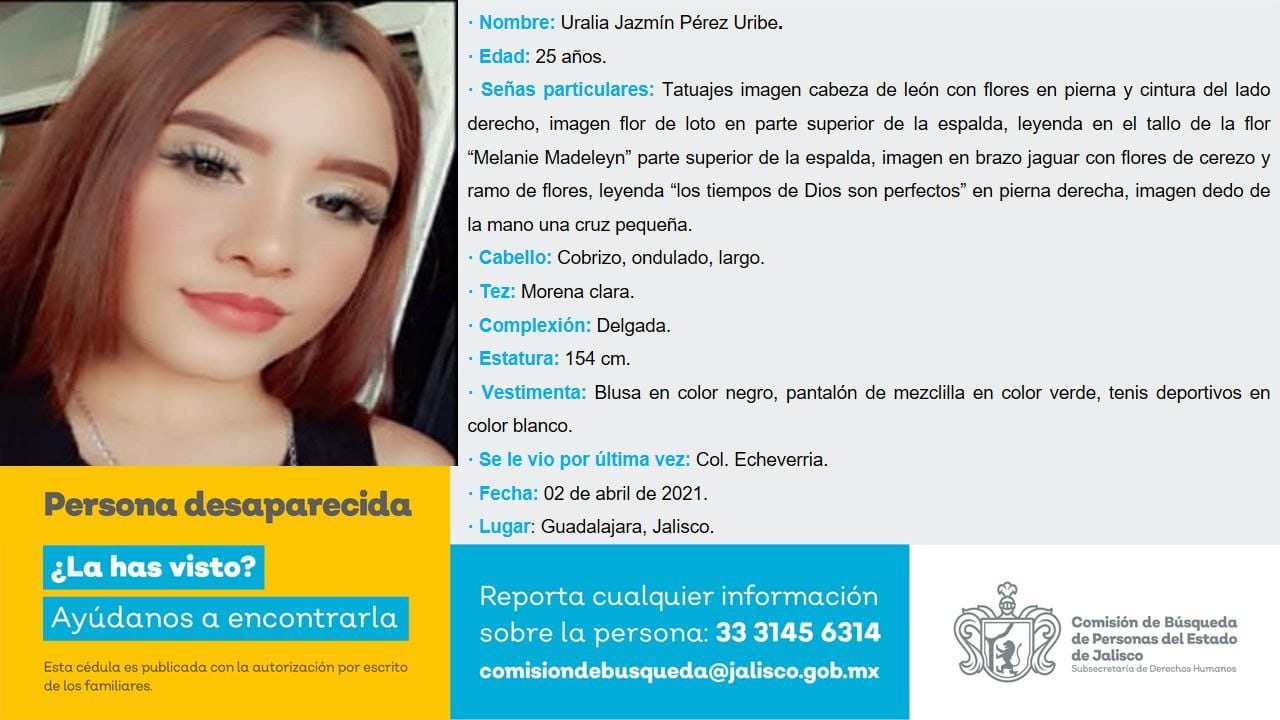 · Nombre: Uralia Jazmín Pérez Uribe.
· Edad: 25 años.
· Señas particulares: Tatuajes imagen cabeza de león con flores en pierna y cintura del lado
derecho, imagen flor de loto en parte superior de la espalda, leyenda en el tallo de la flor
“Melanie Madeleyn” parte superior de la espalda, imagen en brazo jaguar con flores de cerezo y
ramo de flores, leyenda “los tiempos de Dios son perfectos” en pierna derecha, imagen dedo de
la mano una cruz pequeña.
· Cabello: Cobrizo, ondulado, largo.
· Tez: Morena clara.
· Complexión: Delgada.
· Estatura: 154 cm.
· Vestimenta: Blusa en color negro, pantalón de mezclilla en color verde, tenis deportivos en
color blanco.
· Se le vio por última vez: Col. Echeverria.
· Fecha: 02 de abril de 2021.
· Lugar: Guadalajara, Jalisco.
Persona desaparecida
¿La has visto?
Ayúdanos a encontrarla
Esta cédula es publicada con la autorización por escrito
de los familiares.
Reporta cualquier información
sobre la persona: 33 3145 6314
comisiondebusqueda@jalisco.gob.mx
Comisión de Búsqueda
de Personas del Estado
de Jalisco
Subsecretaría de Derechos Humanos